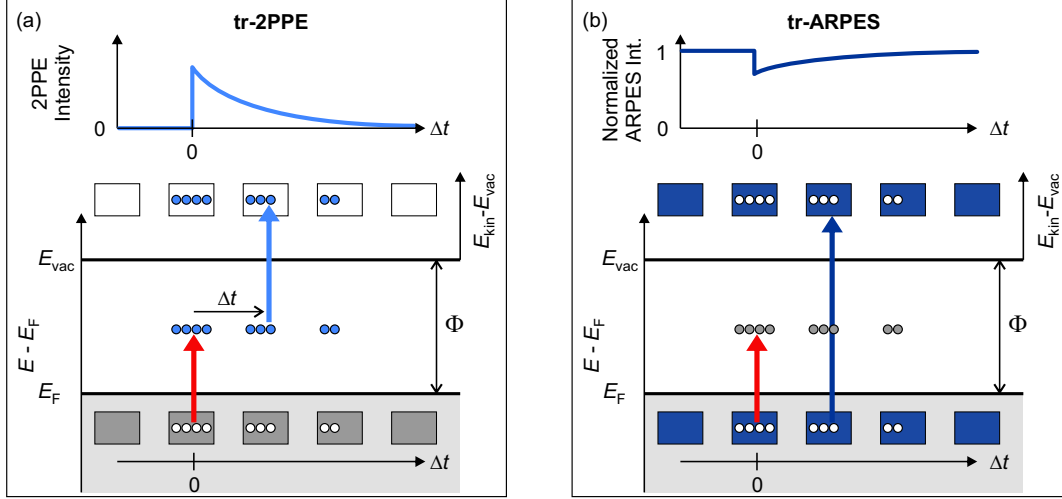 (a)
tr-2PPE
2PPE
Intensity
0
0
Δt
E_kin-E_vac
E_vac
Δt
Φ
E - E_F
E_F
0
Δt
(b)
tr-ARPES
Normalized
ARPES Int.
1
0
0
Δt
E_kin-E_vac
E_vac
Φ
E - E_F
E_F
0
Δt